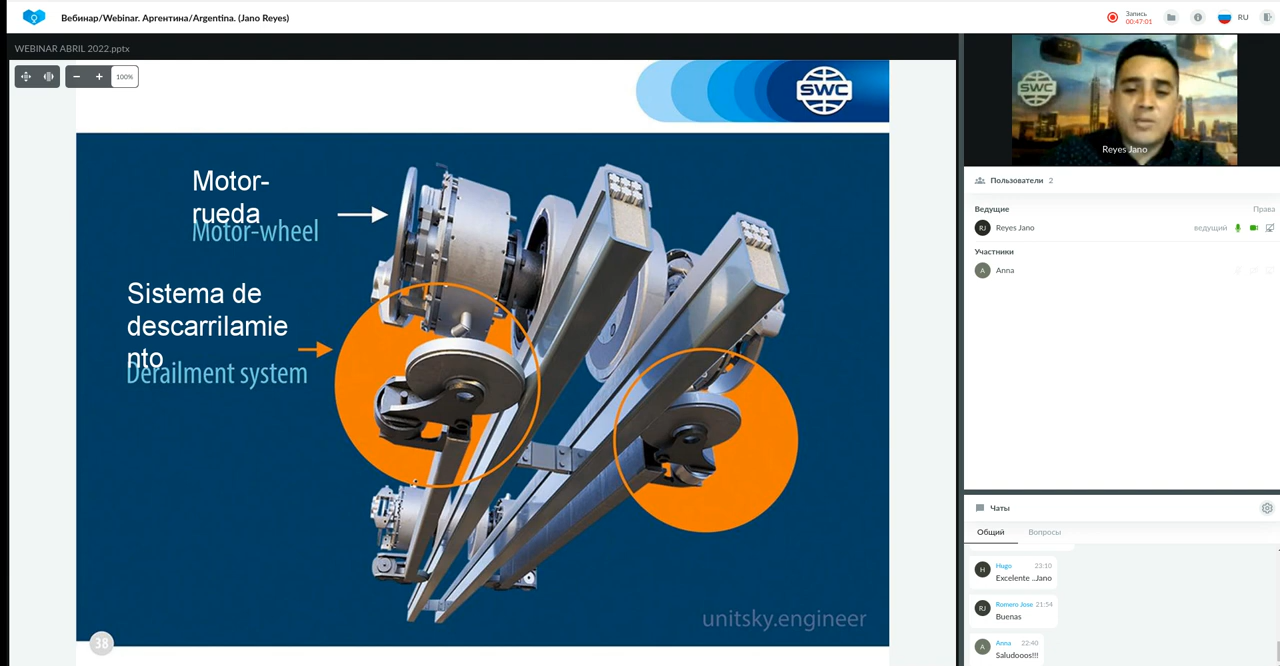 Вебинар/Webinar. Аргентина/Argentina. (Jano Reyes)
Запись
00:47:01
RU
WEBINAR ABRIL 2022.pptx
100%
SWC
Motor-
rueda
Motor-wheel
Sistema de
descarrilamie
nto
Derailment system
unitsky.engineer
38
SWC
Reyes Jano
Пользователи 2
Ведущие Права
RJ Reyes Jano ведущий
Участники
A Anna
Чаты
Общий Вопросы
H Hugo 23:10
Excelente ..Jano
RJ Romero Jose 21:54
Buenas
A Anna 22:40
Saludooos!!!